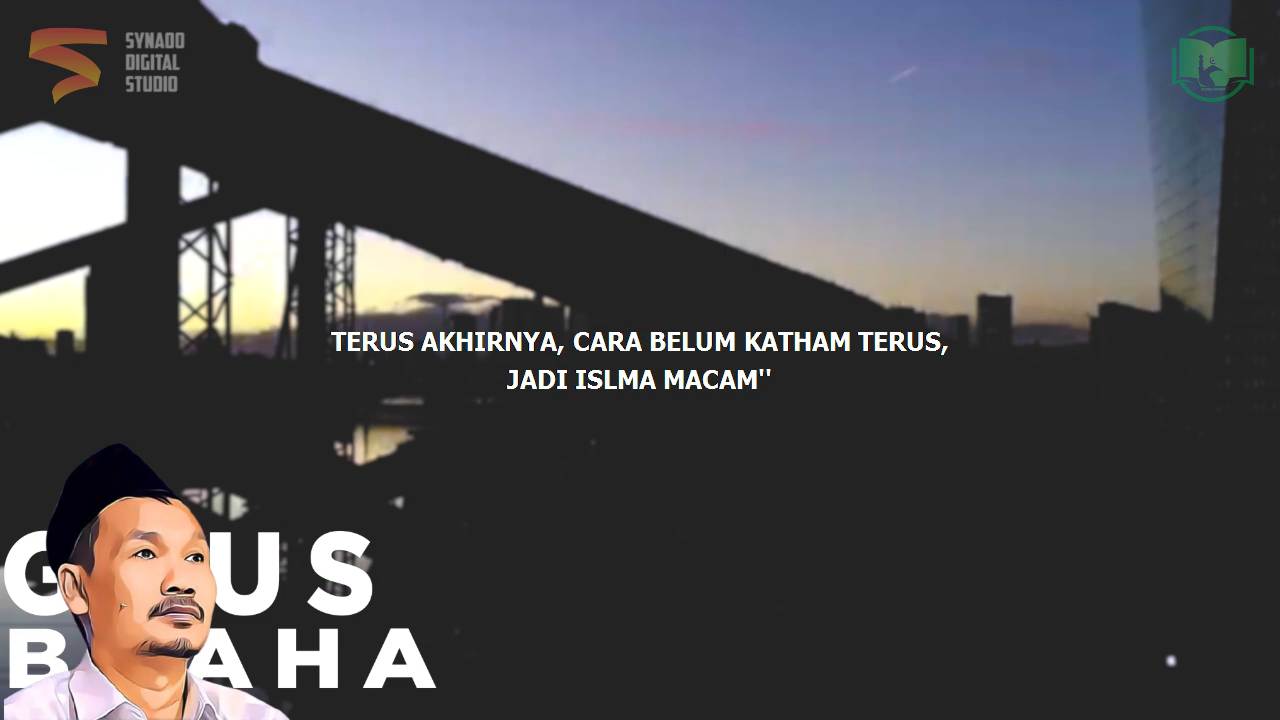 SYNADO
DIGITAL
STUDIO
TERUS AKHIRNYA, CARA BELUM KATHAM TERUS,
JADI ISLMA MACAM''
GUS
BAHA